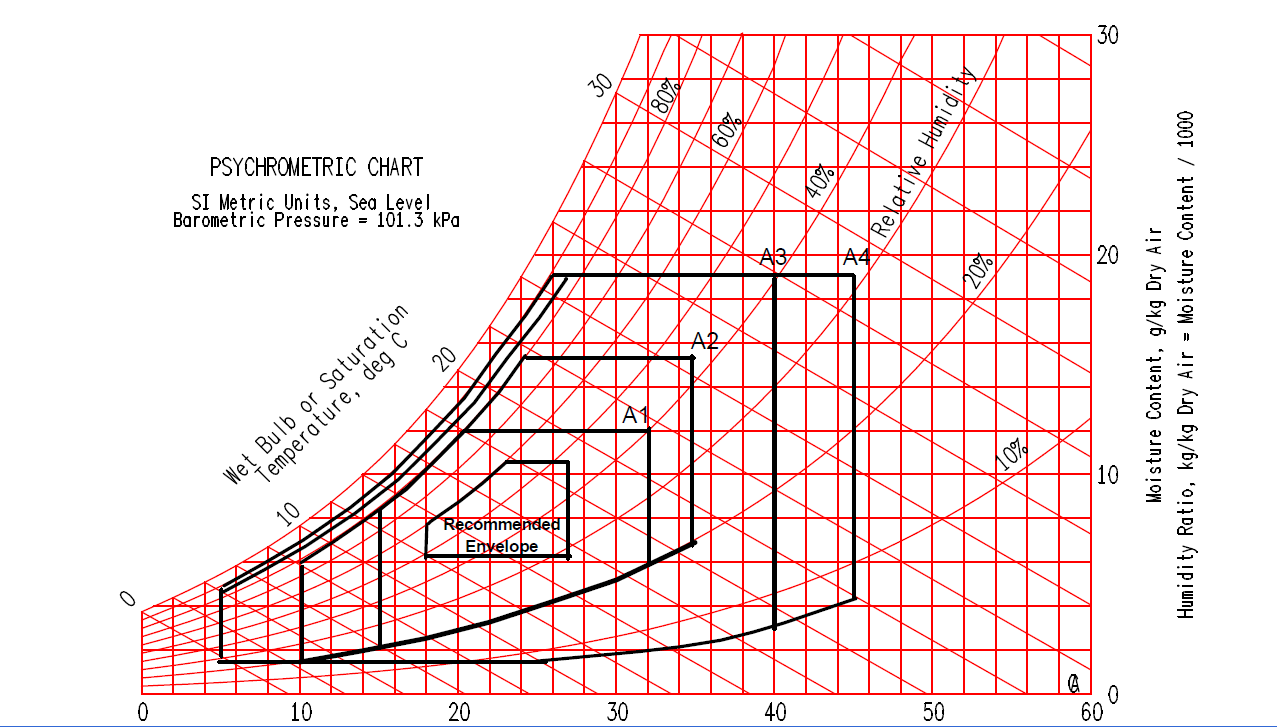 PSYCHROMETRIC CHART
SI Metric Units, Sea Level
Barometric Pressure = 101.3 kPa
Wet Bulb or Saturation
Temperature, deg C
0
10
20
30
80%
60%
40%
Relative Humidity
20%
10%
A3
A4
A2
A1
Recommended
Envelope
30
20
10
0
Moisture Content, g/kg Dry Air
Humidity Ratio, kg/kg Dry Air = Moisture Content / 1000
0
10
20
30
40
50
60